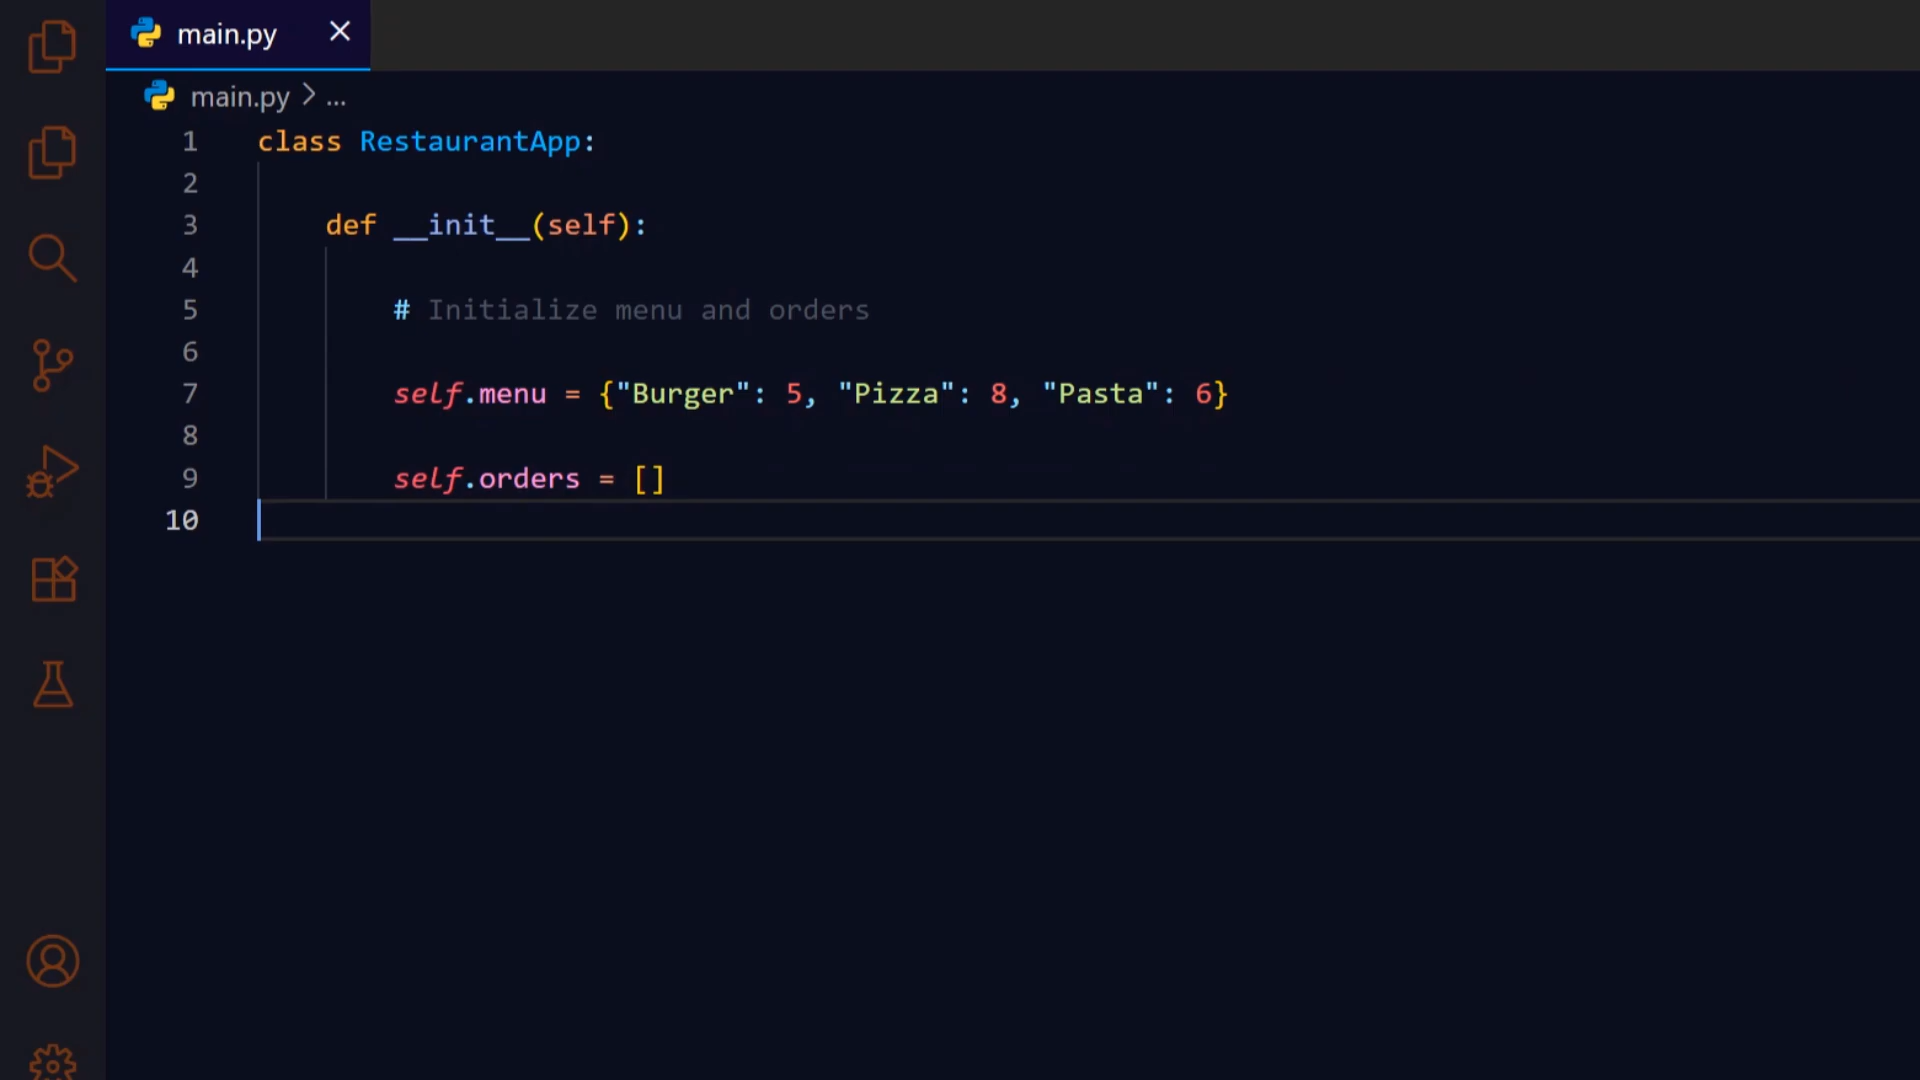 main.py
main.py > ...
1 class RestaurantApp:
2
3 def __init__(self):
4
5 # Initialize menu and orders
6
7 self.menu = {"Burger": 5, "Pizza": 8, "Pasta": 6}
8
9 self.orders = []
10